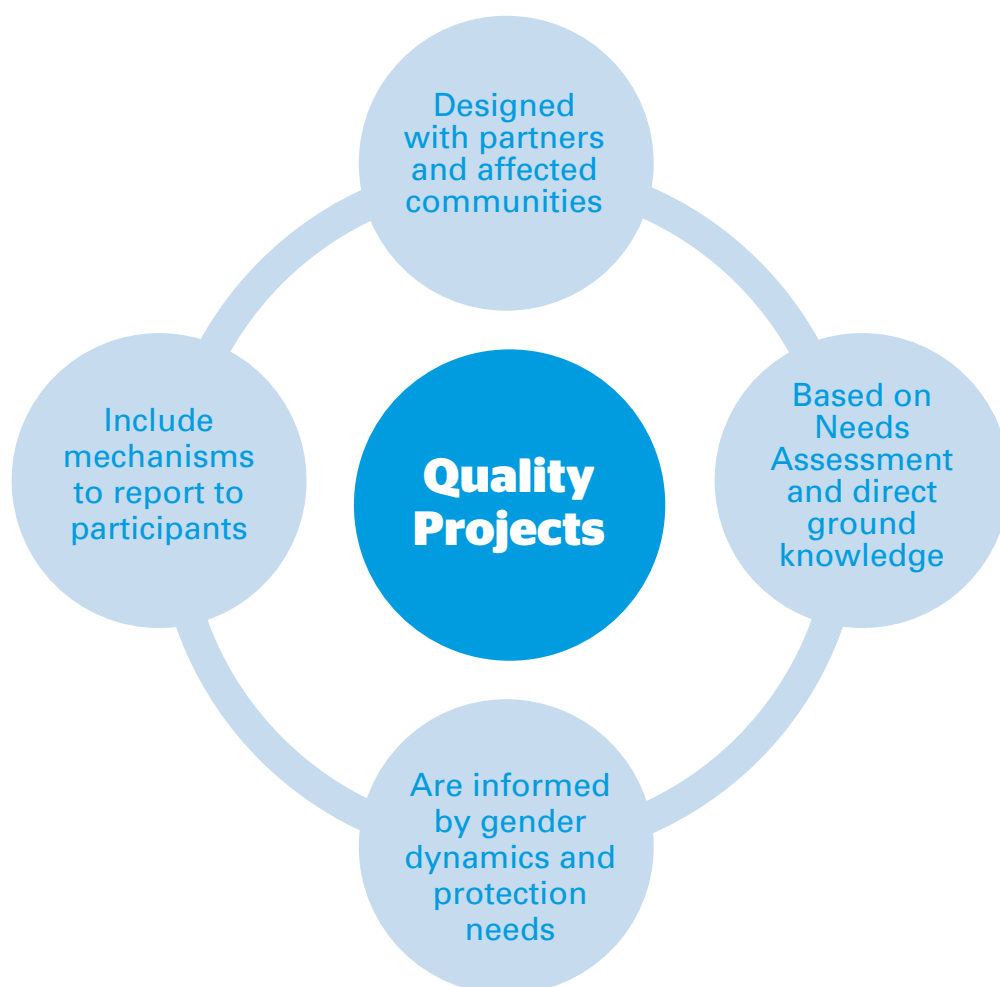 Designed
with partners
and affected
communities
Include
mechanisms
to report to
participants
Quality
Projects
Based on
Needs
Assessment
and direct
ground
knowledge
Are informed
by gender
dynamics and
protection
needs